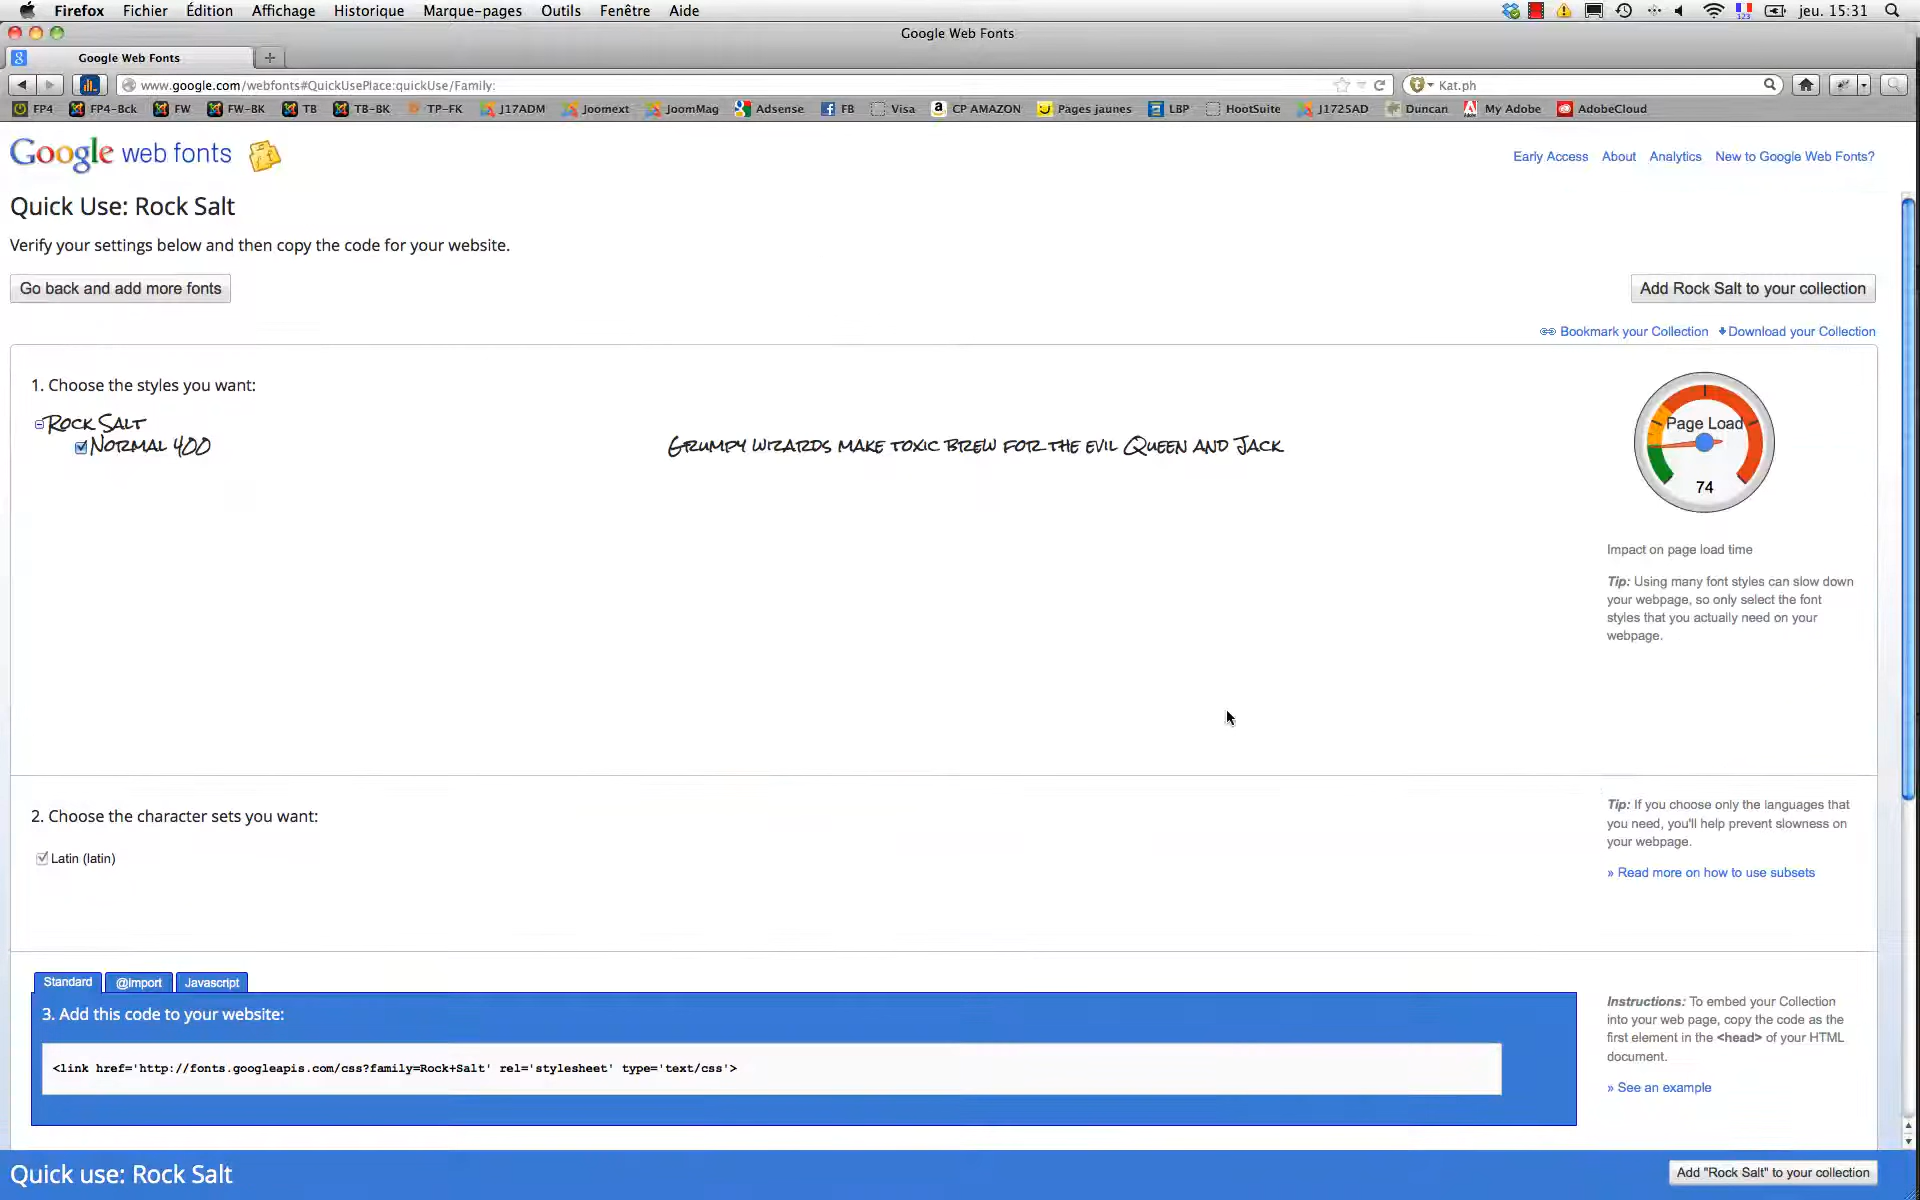 Firefox Fichier Édition Affichage Historique Marque-pages Outils Fenêtre Aide jeu. 15:31
Google Web Fonts
Google Web Fonts
www.google.com/webfonts#QuickUsePlace:quickUse/Family:
Kat.ph
FP4 FP4-Bck FW FW-BK TB TB-BK TP-FK J17ADM Joomext JoomMag Adsense FB Visa CP AMAZON Pages jaunes LBP HootSuite J1725AD Duncan My Adobe AdobeCloud
Google web fonts
Early Access About Analytics New to Google Web Fonts?
Quick Use: Rock Salt
Verify your settings below and then copy the code for your website.
Go back and add more fonts
Add Rock Salt to your collection
Bookmark your Collection Download your Collection
1. Choose the styles you want:
Rock Salt
Normal 400
Grumpy wizards make toxic brew for the evil Queen and Jack
Page Load
74
Impact on page load time
Tip: Using many font styles can slow down
your webpage, so only select the font
styles that you actually need on your
webpage.
2. Choose the character sets you want:
Latin (latin)
Tip: If you choose only the languages that
you need, you'll help prevent slowness on
your webpage.
» Read more on how to use subsets
Standard @import Javascript
3. Add this code to your website:
<link href='http://fonts.googleapis.com/css?family=Rock+Salt' rel='stylesheet' type='text/css'>
Instructions: To embed your Collection
into your web page, copy the code as the
first element in the <head> of your HTML
document.
» See an example
Quick use: Rock Salt
Add "Rock Salt" to your collection